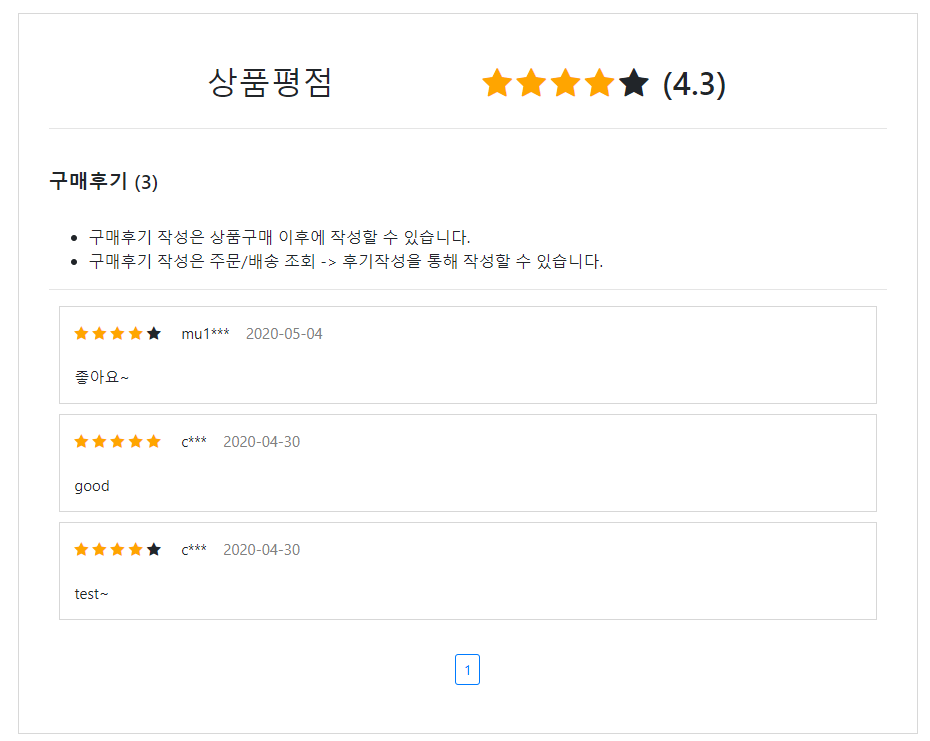 상품평점 (4.3)
구매후기 (3)
구매후기 작성은 상품구매 이후에 작성할 수 있습니다.
구매후기 작성은 주문/배송 조회 -> 후기작성을 통해 작성할 수 있습니다.
mu1*** 2020-05-04
좋아요~
c*** 2020-04-30
good
c*** 2020-04-30
test~
1